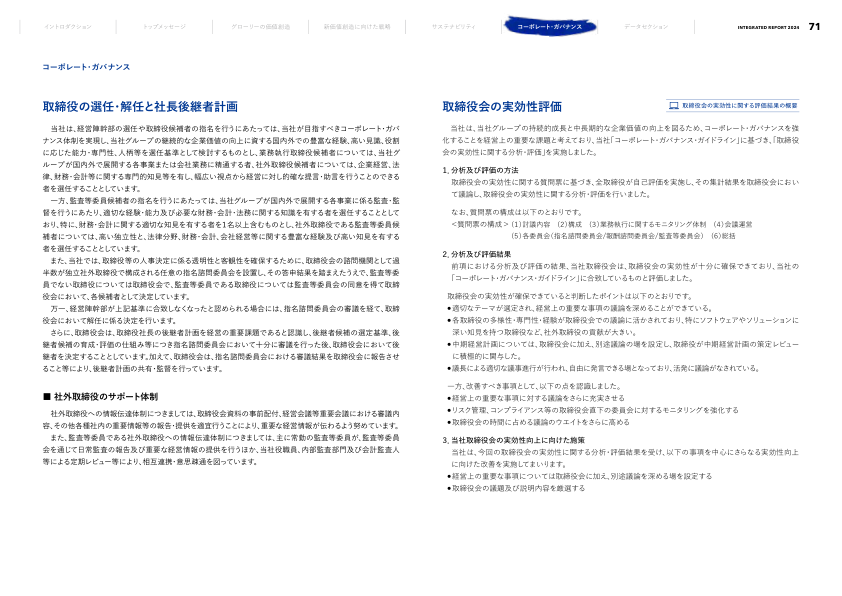 イントロダクション
トップメッセージ
グローリーの価値創造
新価値創造に向けた戦略
サステナビリティ
コーポレート・ガバナンス
データセクション
INTEGRATED REPORT 2024 71
コーポレート・ガバナンス
取締役の選任・解任と社長後継者計画
当社は、経営陣幹部の選任や取締役候補者の指名を行うにあたっては、当社が目指すべきコーポレート・ガバ
ナンス体制を実現し、当社グループの継続的な企業価値の向上に資する国内外での豊富な経験、高い見識、役割
に応じた能力・専門性、人柄等を選任基準として検討するものとし、業務執行取締役候補者については、当社グ
ループが国内外で展開する各事業または会社業務に精通する者、社外取締役候補者については、企業経営、法
律、財務・会計等に関する専門的知見等を有し、幅広い視点から経営に対し的確な提言・助言を行うことのできる
者を選任することとしています。
一方、監査等委員候補者の指名を行うにあたっては、当社グループが国内外で展開する各事業に係る監査・監
督を行うにあたり、適切な経験・能力及び必要な財務・会計・法務に関する知識を有する者を選任することとして
おり、特に、財務・会計に関する適切な知見を有する者を1名以上含むものとし、社外取締役である監査等委員候
補者については、高い独立性と、法律分野、財務・会計、会社経営等に関する豊富な経験及び高い知見を有する
者を選任することとしています。
また、当社では、取締役等の人事決定に係る透明性と客観性を確保するために、取締役会の諮問機関として過
半数が独立社外取締役で構成される任意の指名諮問委員会を設置し、その答申結果を踏まえたうえで、監査等委
員でない取締役については取締役会で、監査等委員である取締役については監査等委員会の同意を得て取締
役会において、各候補者として決定しています。
万一、経営陣幹部が上記基準に合致しなくなったと認められる場合には、指名諮問委員会の審議を経て、取締
役会において解任に係る決定を行います。
さらに、取締役会は、取締役社長の後継者計画を経営の重要課題であると認識し、後継者候補の選定基準、後
継者候補の育成・評価の仕組み等につき指名諮問委員会において十分に審議を行った後、取締役会において後
継者を決定することとしています。加えて、取締役会は、指名諮問委員会における審議結果を取締役会に報告させ
ること等により、後継者計画の共有・監督を行っています。
■ 社外取締役のサポート体制
社外取締役への情報伝達体制につきましては、取締役会資料の事前配付、経営会議等重要会議における審議内
容、その他各種社内の重要情報等の報告・提供を適宜行うことにより、重要な経営情報が伝わるよう努めています。
また、監査等委員である社外取締役への情報伝達体制につきましては、主に常勤の監査等委員が、監査等委員
会を通じて日常監査の報告及び重要な経営情報の提供を行うほか、当社役職員、内部監査部門及び会計監査人
等による定期レビュー等により、相互連携・意思疎通を図っています。
取締役会の実効性評価
取締役会の実効性に関する評価結果の概要
当社は、当社グループの持続的成長と中長期的な企業価値の向上を図るため、コーポレート・ガバナンスを強
化することを経営上の重要な課題と考えており、当社「コーポレート・ガバナンス・ガイドライン」に基づき、「取締役
会の実効性に関する分析・評価」を実施しました。
1. 分析及び評価の方法
取締役会の実効性に関する質問票に基づき、全取締役が自己評価を実施し、その集計結果を取締役会におい
て議論し、取締役会の実効性に関する分析・評価を行いました。
なお、質問票の構成は以下のとおりです。
＜質問票の構成＞ (1)討議内容 (2)構成 (3)業務執行に関するモニタリング体制 (4)会議運営
(5)各委員会(指名諮問委員会/報酬諮問委員会/監査等委員会) (6)総括
2. 分析及び評価結果
前項における分析及び評価の結果、当社取締役会は、取締役会の実効性が十分に確保できており、当社の
「コーポレート・ガバナンス・ガイドライン」に合致しているものと評価しました。
取締役会の実効性が確保できていると判断したポイントは以下のとおりです。
●適切なテーマが選定され、経営上の重要事項の議論を深めることができている。
●各取締役の多様性・専門性・経験が取締役会での議論に活かされており、特にソフトウェアやソリューションに
深い知見を持つ取締役など、社外取締役の貢献が大きい。
●中期経営計画については、取締役会に加え、別途議論の場を設定し、取締役が中期経営計画の策定レビュー
に積極的に関与した。
●議長による適切な議事進行が行われ、自由に発言できる場となっており、活発に議論がなされている。
一方、改善すべき事項として、以下の点を認識しました。
●経営上の重要な事項に対する議論をさらに充実させる
●リスク管理、コンプライアンス等の取締役会直下の委員会に対するモニタリングを強化する
●取締役会の時間に占める議論のウエイトをさらに高める
3. 当社取締役会の実効性向上に向けた施策
当社は、今回の取締役会の実効性に関する分析・評価結果を受け、以下の事項を中心にさらなる実効性向上
に向けた改善を実施してまいります。
●経営上の重要な事項については取締役会に加え、別途議論を深める場を設定する
●取締役会の議題及び説明内容を厳選する